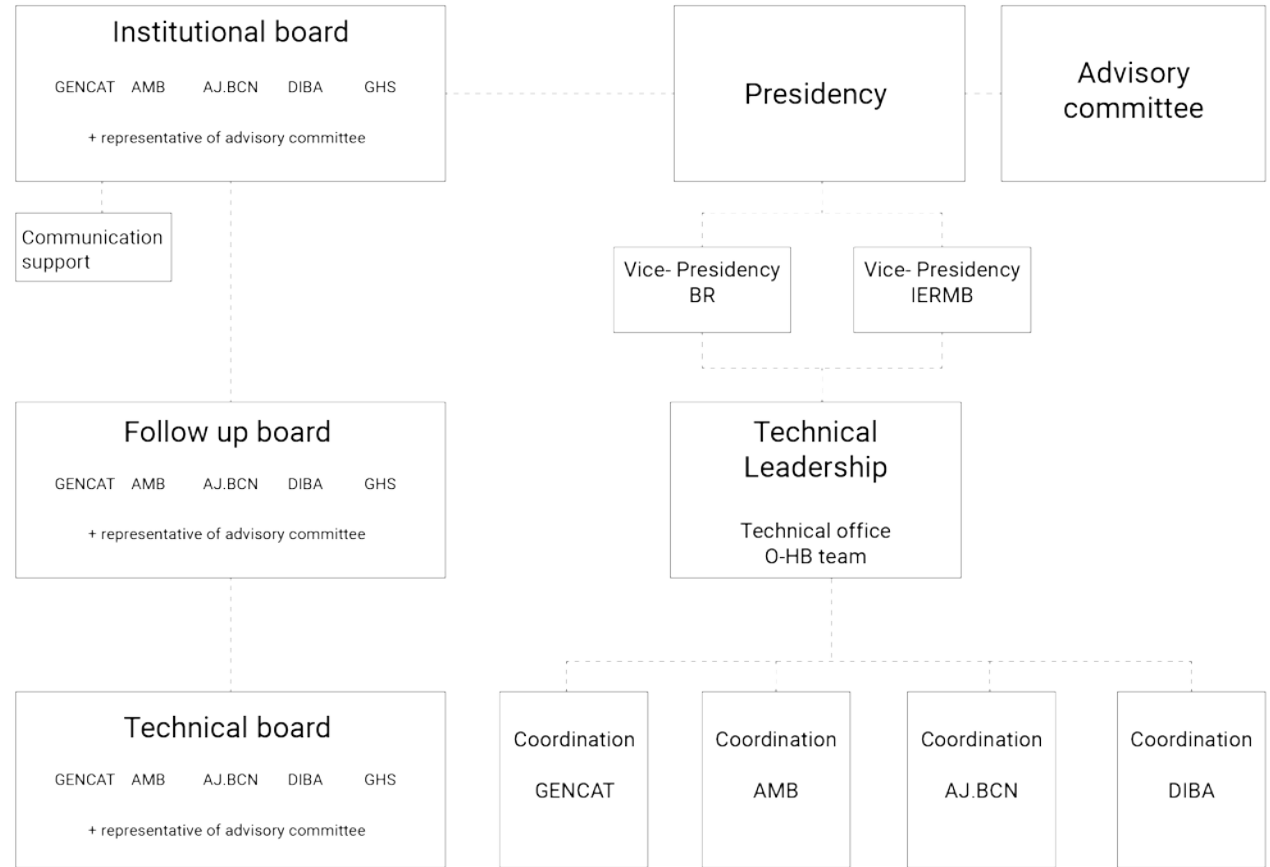 Institutional board
GENCAT AMB AJ.BCN DIBA GHS
+ representative of advisory committee
Presidency
Advisory
committee
Communication
support
Vice- Presidency
BR
Vice- Presidency
IERMB
Follow up board
GENCAT AMB AJ.BCN DIBA GHS
+ representative of advisory committee
Technical
Leadership
Technical office
O-HB team
Technical board
GENCAT AMB AJ.BCN DIBA GHS
+ representative of advisory committee
Coordination
GENCAT
Coordination
AMB
Coordination
AJ.BCN
Coordination
DIBA